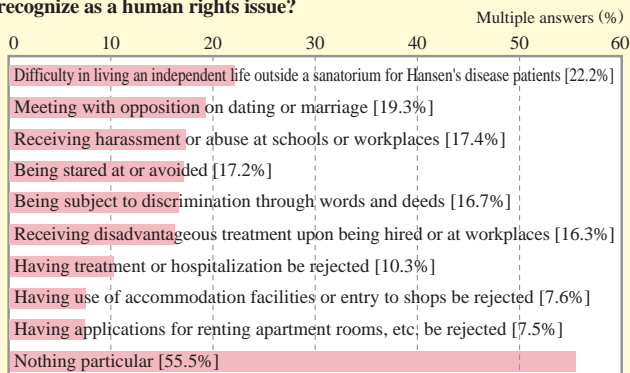 recognize as a human rights issue?
Multiple answers (%)
0 10 20 30 40 50 60
Difficulty in living an independent life outside a sanatorium for Hansen's disease patients [22.2%]
Meeting with opposition on dating or marriage [19.3%]
Receiving harassment or abuse at schools or workplaces [17.4%]
Being stared at or avoided [17.2%]
Being subject to discrimination through words and deeds [16.7%]
Receiving disadvantageous treatment upon being hired or at workplaces [16.3%]
Having treatment or hospitalization be rejected [10.3%]
Having use of accommodation facilities or entry to shops be rejected [7.6%]
Having applications for renting apartment rooms, etc. be rejected [7.5%]
Nothing particular [55.5%]